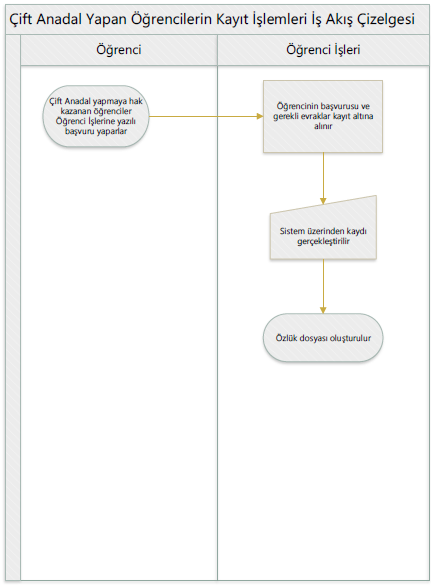 Çift Anadal Yapan Öğrencilerin Kayıt İşlemleri İş Akış Çizelgesi
Öğrenci
Öğrenci İşleri
Çift Anadal yapmaya hak
kazanan öğrenciler
Öğrenci İşlerine yazılı
başvuru yaparlar
Öğrencinin başvurusu ve
gerekli evraklar kayıt altına
alınır
Sistem üzerinden kaydı
gerçekleştirilir
Özlük dosyası oluşturulur